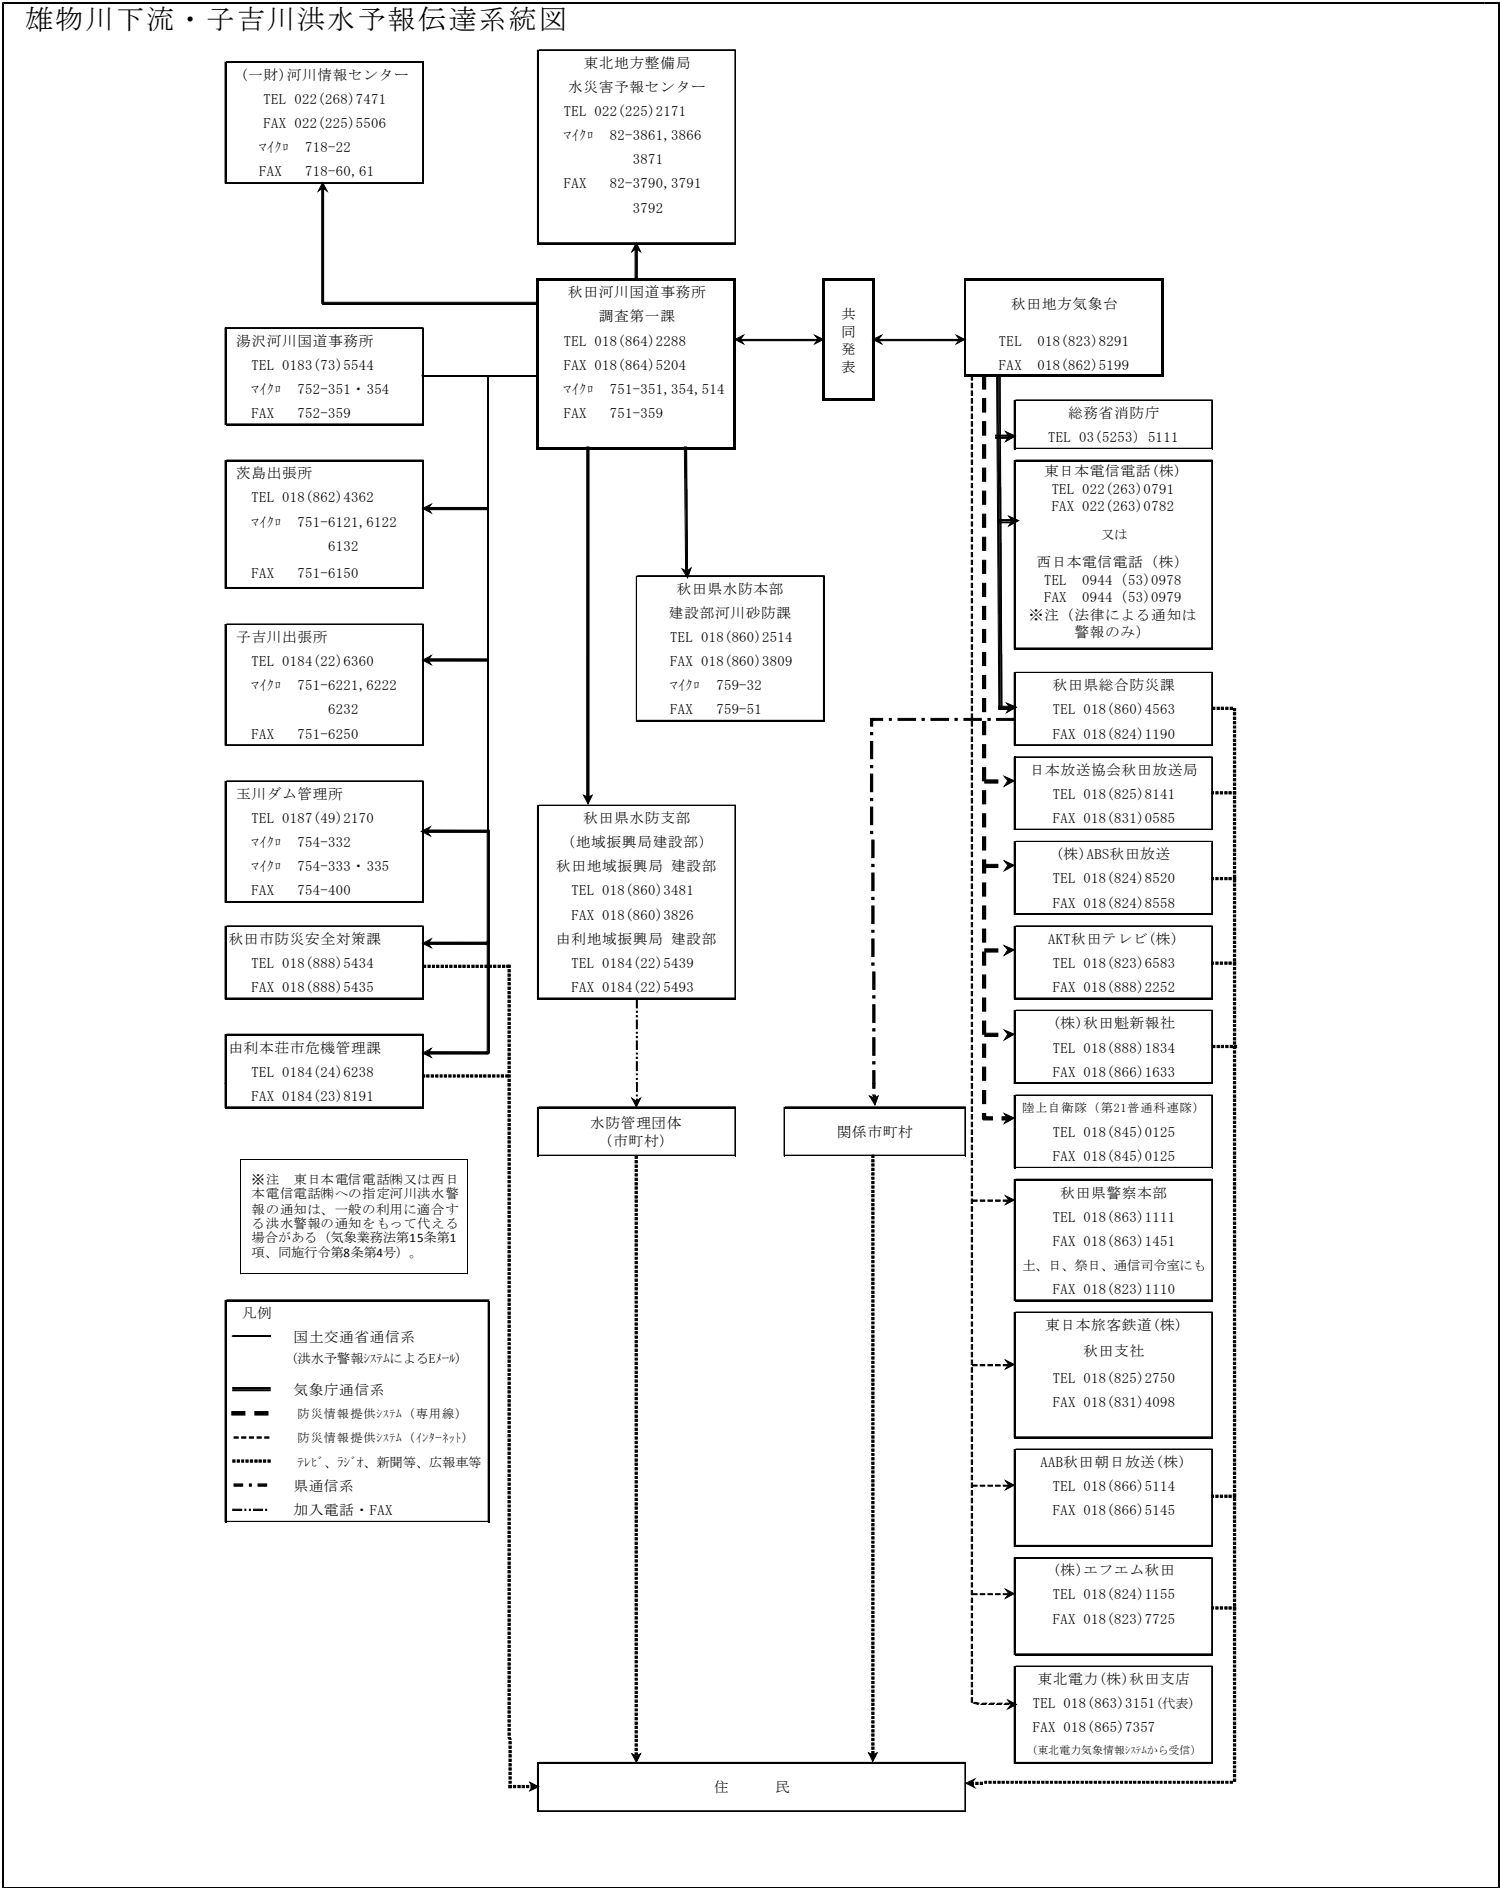 雄物川下流・子吉川洪水予報伝達系統図
(一財)河川情報センター
TEL 022(268)7471
FAX 022(225)5506
ﾏｲｸﾛ 718-22
FAX 718-60,61
東北地方整備局
水災害予報センター
TEL 022(225)2171
ﾏｲｸﾛ 82-3861,3866
3871
FAX 82-3790,3791
3792
秋田河川国道事務所
調査第一課
TEL 018(864)2288
FAX 018(864)5204
ﾏｲｸﾛ 751-351,354,514
FAX 751-359
共
同
発
表
秋田地方気象台
TEL 018(823)8291
FAX 018(862)5199
湯沢河川国道事務所
TEL 0183(73)5544
ﾏｲｸﾛ 752-351・354
FAX 752-359
茨島出張所
TEL 018(862)4362
ﾏｲｸﾛ 751-6121,6122
6132
FAX 751-6150
子吉川出張所
TEL 0184(22)6360
ﾏｲｸﾛ 751-6221,6222
6232
FAX 751-6250
玉川ダム管理所
TEL 0187(49)2170
ﾏｲｸﾛ 754-332
ﾏｲｸﾛ 754-333・335
FAX 754-400
秋田市防災安全対策課
TEL 018(888)5434
FAX 018(888)5435
由利本荘市危機管理課
TEL 0184(24)6238
FAX 0184(23)8191
秋田県水防本部
建設部河川砂防課
TEL 018(860)2514
FAX 018(860)3809
ﾏｲｸﾛ 759-32
FAX 759-51
秋田県水防支部
(地域振興局建設部)
秋田地域振興局 建設部
TEL 018(860)3481
FAX 018(860)3826
由利地域振興局 建設部
TEL 0184(22)5439
FAX 0184(22)5493
水防管理団体
(市町村)
関係市町村
総務省消防庁
TEL 03(5253) 5111
東日本電信電話(株)
TEL 022(263)0791
FAX 022(263)0782
又は
西日本電信電話 (株)
TEL 0944 (53)0978
FAX 0944 (53)0979
※注（法律による通知は
警報のみ）
秋田県総合防災課
TEL 018(860)4563
FAX 018(824)1190
日本放送協会秋田放送局
TEL 018(825)8141
FAX 018(831)0585
(株)ABS秋田放送
TEL 018(824)8520
FAX 018(824)8558
AKT秋田テレビ(株)
TEL 018(823)6583
FAX 018(888)2252
(株)秋田魁新報社
TEL 018(888)1834
FAX 018(866)1633
陸上自衛隊（第21普通科連隊）
TEL 018(845)0125
FAX 018(845)0125
秋田県警察本部
TEL 018(863)1111
FAX 018(863)1451
土、日、祭日、通信司令室にも
FAX 018(823)1110
東日本旅客鉄道(株)
秋田支社
TEL 018(825)2750
FAX 018(831)4098
AAB秋田朝日放送(株)
TEL 018(866)5114
FAX 018(866)5145
(株)エフエム秋田
TEL 018(824)1155
FAX 018(823)7725
東北電力(株)秋田支店
TEL 018(863)3151(代表)
FAX 018(865)7357
（東北電力気象情報ｼｽﾃﾑから受信）
※注 東日本電信電話㈱又は西日
本電信電話㈱への指定河川洪水警
報の通知は、一般の利用に適合す
る洪水警報の通知をもって代える
場合がある（気象業務法第15条第1
項、同施行令第8条第4号）。
凡例
国土交通省通信系
(洪水予警報ｼｽﾃﾑによるEﾒｰﾙ)
気象庁通信系
防災情報提供ｼｽﾃﾑ（専用線）
防災情報提供ｼｽﾃﾑ（ｲﾝﾀｰﾈｯﾄ）
ﾃﾚﾋﾞ、ﾗｼﾞｵ、新聞等、広報車等
県通信系
加入電話・FAX
住 民